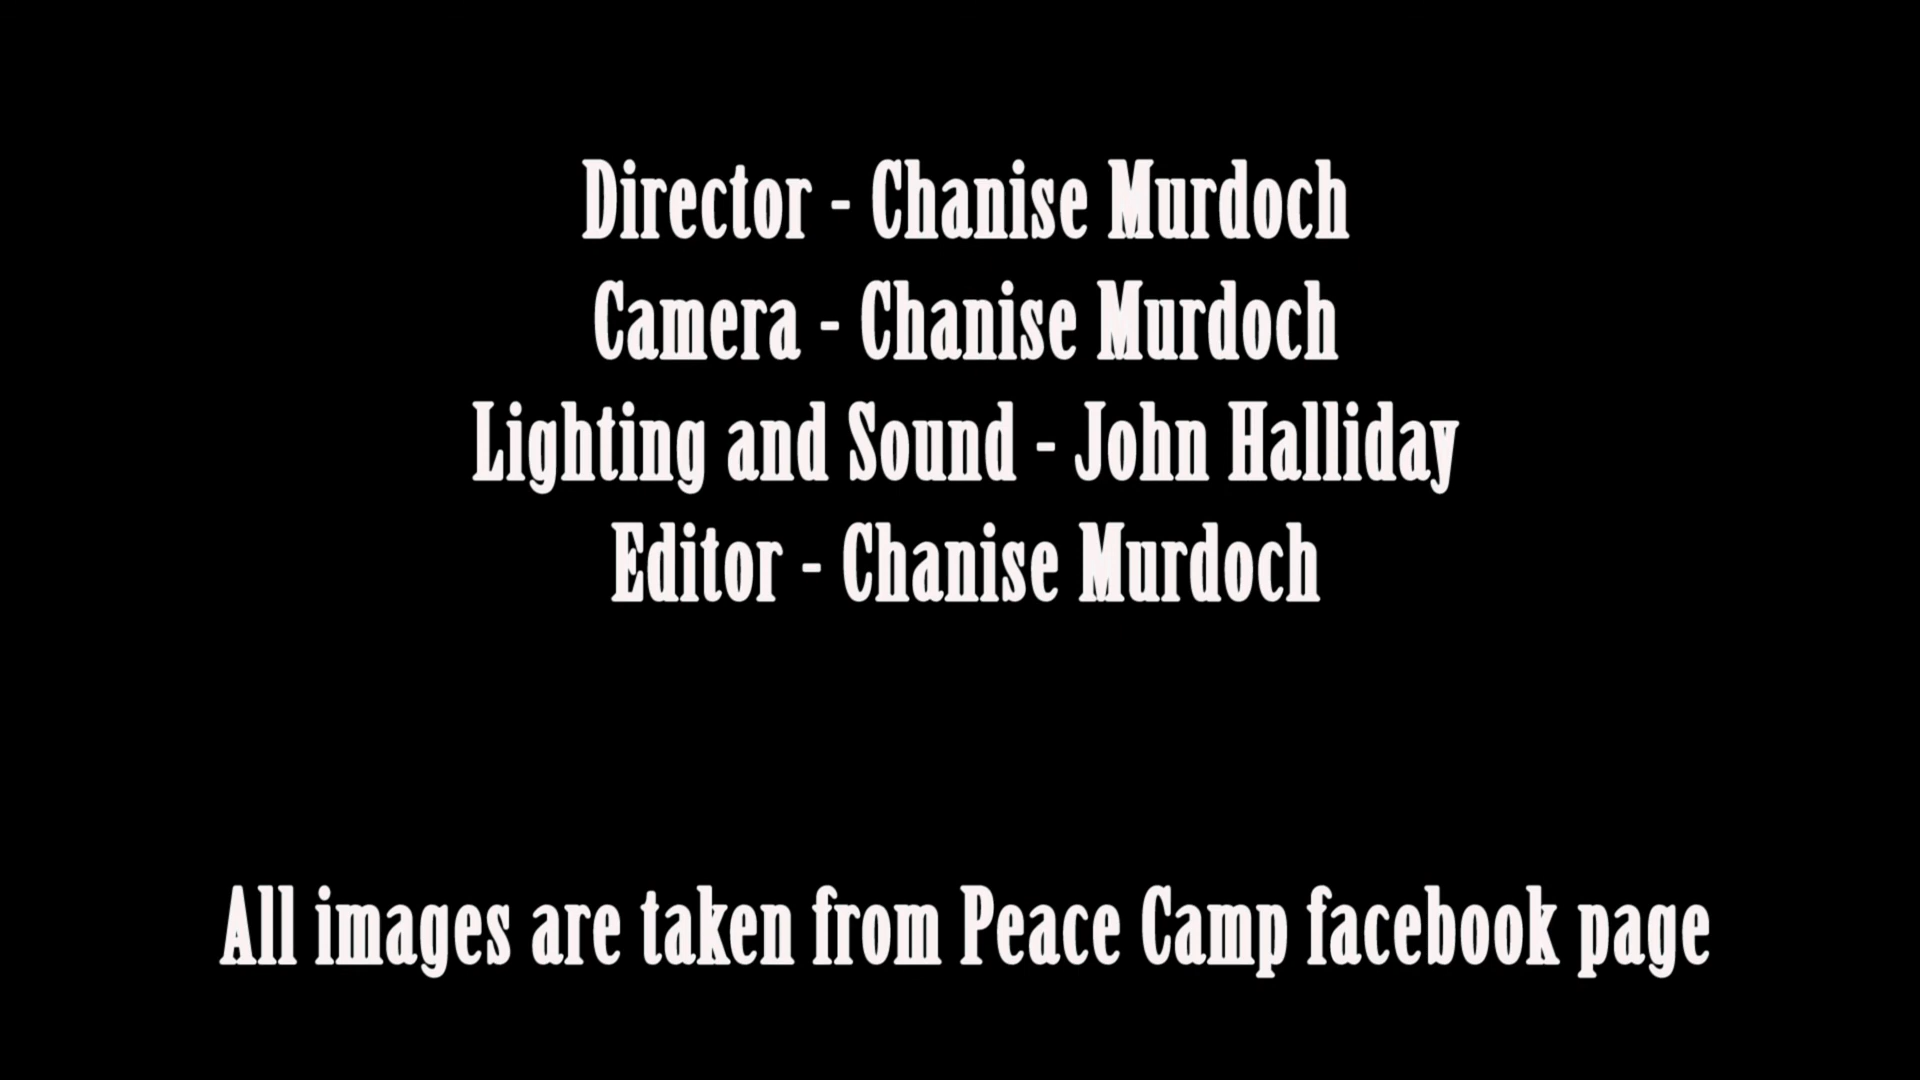 Director - Chanise Murdoch
Camera - Chanise Murdoch
Lighting and Sound - John Halliday
Editor - Chanise Murdoch
All images are taken from Peace Camp facebook page